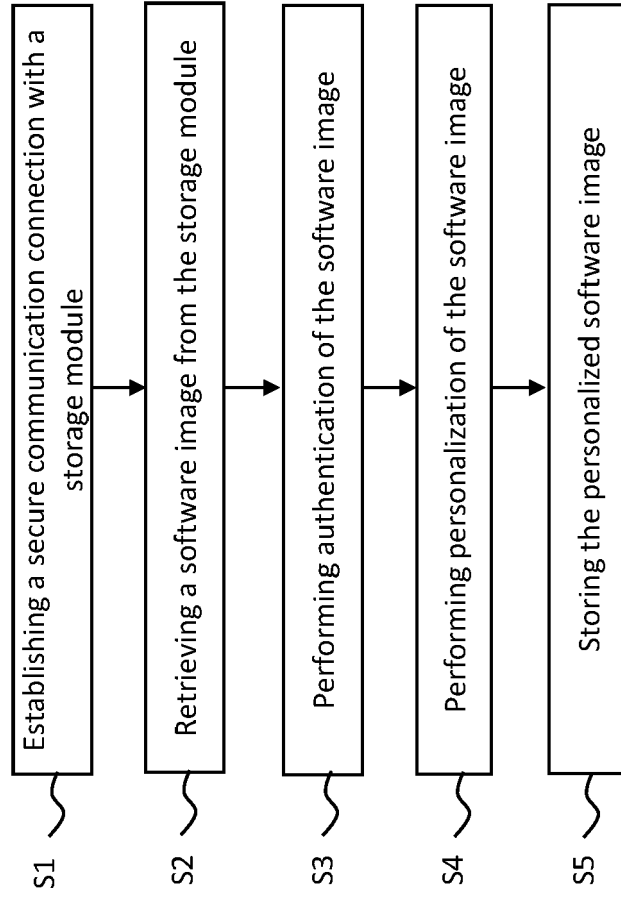 S1
Establishing a secure communication connection with a
storage module
S2
Retrieving a software image from the storage module
S3
Performing authentication of the software image
S4
Performing personalization of the software image
S5
Storing the personalized software image